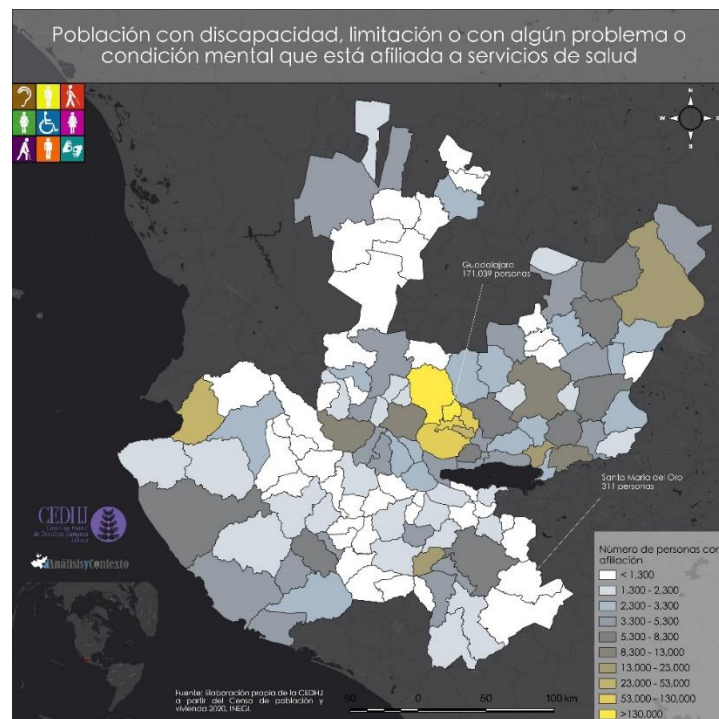 Población con discapacidad, limitación o con algún problema o
condición mental que está afiliada a servicios de salud
N
W
E
S
Guadalajara
171,039 personas
Santa María del Oro
311 personas
CEDHJ
AnálisisyContexto
Número de personas con
afiliación
< 1,300
1,300 - 2,300
2,300 - 3,300
3,300 - 5,300
5,300 - 8,300
8,300 - 13,000
13,000 - 23,000
23,000 - 53,000
53,000 - 130,000
>130,000
Fuente: Elaboración propia de la CEDHJ
a partir del Censo de población y
vivienda 2020, INEGI.
50
0
50
100 km